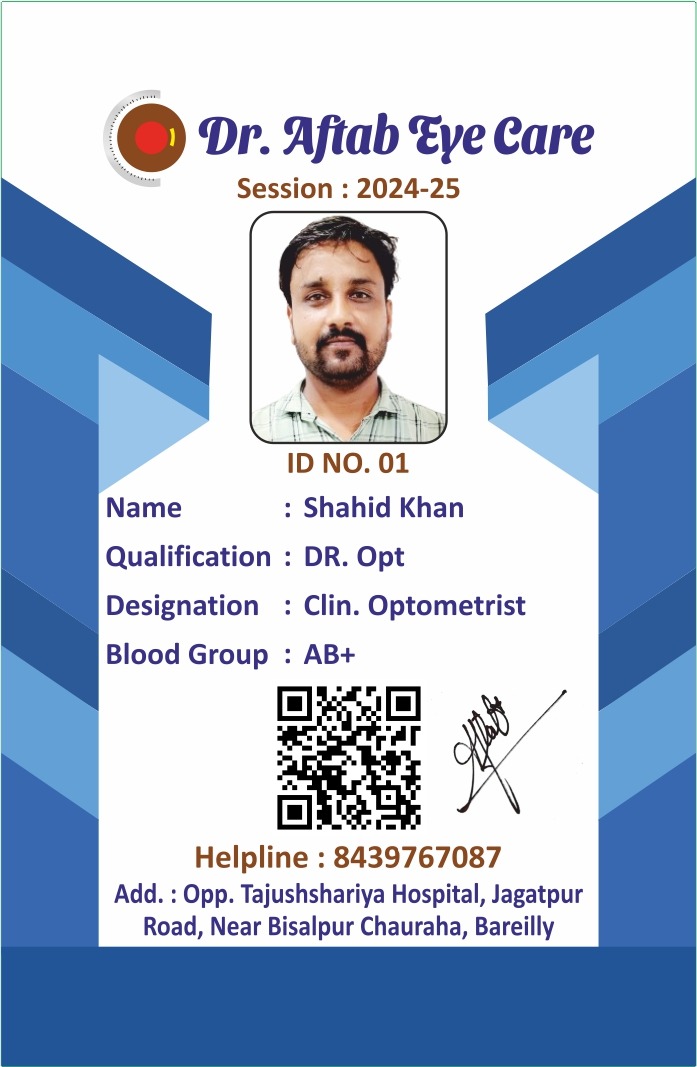 Dr. Aftab Eye Care
Session : 2024-25
ID NO. 01
Name : Shahid Khan
Qualification : DR. Opt
Designation : Clin. Optometrist
Blood Group : AB+
Helpline : 8439767087
Add. : Opp. Tajushshariya Hospital, Jagatpur
Road, Near Bisalpur Chauraha, Bareilly